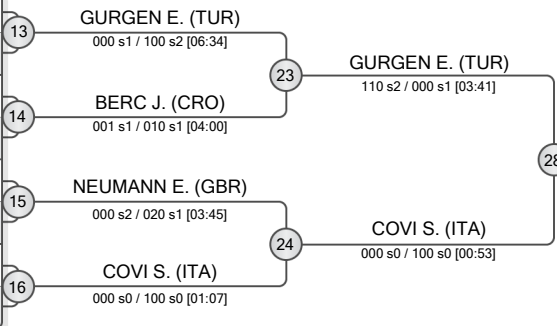 13
GURGEN E. (TUR)
000 s1 / 100 s2 [06:34]
23
GURGEN E. (TUR)
110 s2 / 000 s1 [03:41]
14
BERC J. (CRO)
001 s1 / 010 s1 [04:00]
28
15
NEUMANN E. (GBR)
000 s2 / 020 s1 [03:45]
24
COVI S. (ITA)
000 s0 / 100 s0 [00:53]
16
COVI S. (ITA)
000 s0 / 100 s0 [01:07]